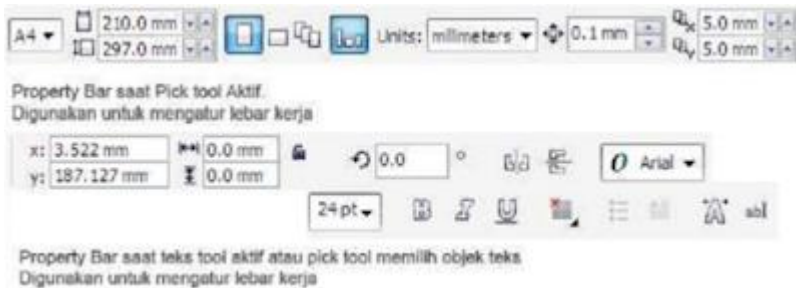 A4 210.0 mm Units: millimeters 0.1 mm 5.0 mm
297.0 mm 5.0 mm
Property Bar saat Pick tool Aktif.
Digunakan untuk mengatur lebar kerja
x: 3.522 mm 0.0 mm 0.0 ° O Arial
y: 187.127 mm 0.0 mm
24 pt B I U A abl
Property Bar saat teks tool aktif atau pick tool memilih objek teks
Digunakan untuk mengatur lebar kerja